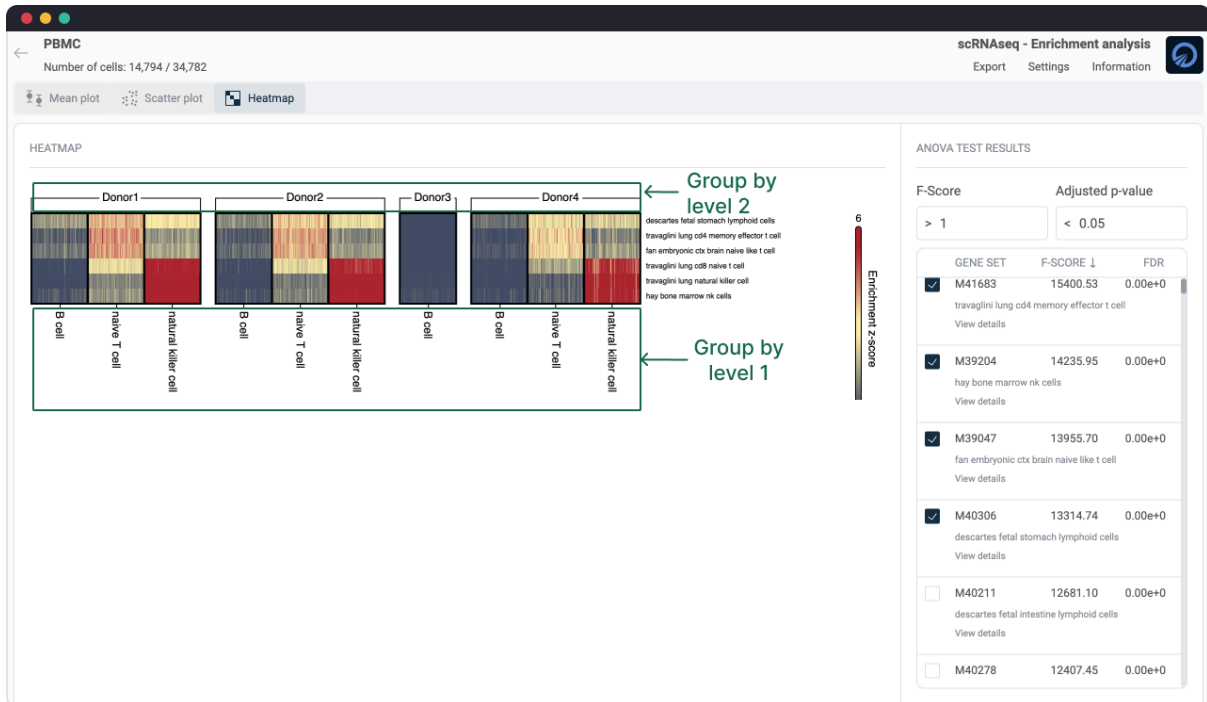 PBMC
Number of cells: 14,794 / 34,782
scRNAseq - Enrichment analysis
Export Settings Information
Mean plot Scatter plot Heatmap
HEATMAP
Donor1 Donor2 Donor3 Donor4
Group by
level 2
descartes fetal stomach lymphoid cells
travaglini lung cd4 memory effector t cell
fan embryonic ctx brain naive like t cell
travaglini lung cd8 naive t cell
travaglini lung natural killer cell
hay bone marrow nk cells
6
Enrichment z-score
B cell
naive T cell
natural killer cell
B cell
naive T cell
natural killer cell
B cell
B cell
naive T cell
natural killer cell
Group by
level 1
ANOVA TEST RESULTS
F-Score Adjusted p-value
> 1 < 0.05
GENE SET F-SCORE ↓ FDR
M41683 15400.53 0.00e+0
travaglini lung cd4 memory effector t cell
View details
M39204 14235.95 0.00e+0
hay bone marrow nk cells
View details
M39047 13955.70 0.00e+0
fan embryonic ctx brain naive like t cell
View details
M40306 13314.74 0.00e+0
descartes fetal stomach lymphoid cells
View details
M40211 12681.10 0.00e+0
descartes fetal intestine lymphoid cells
View details
M40278 12407.45 0.00e+0